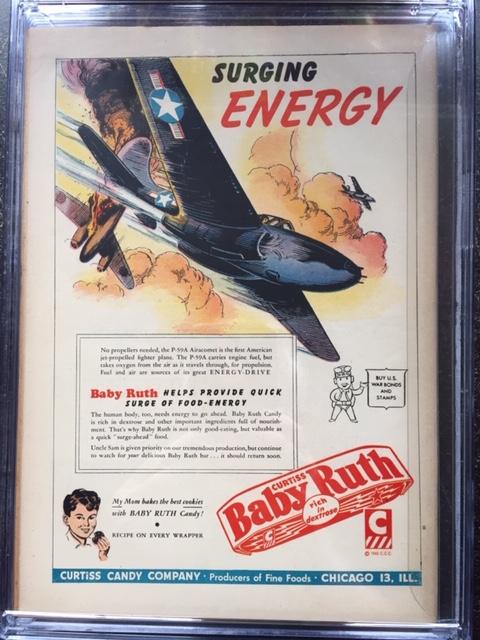 SURGING
ENERGY
No propellers needed, the P-59A Airacomet is the first American
jet-propelled fighter plane. The P-59A carries engine fuel, but
takes oxygen from the air as it travels through, for propulsion.
Fuel and air are sources of its great ENERGY-DRIVE
Baby Ruth HELPS PROVIDE QUICK
SURGE OF FOOD-ENERGY
The human body, too, needs energy to go ahead. Baby Ruth Candy
is rich in dextrose and other important ingredients full of nourish-
ment. That's why Baby Ruth is not only good-eating, but valuable as
a quick "surge-ahead" food.
Uncle Sam is given priority on our tremendous production, but continue
to watch for your delicious Baby Ruth bar . . . it should return soon.
BUY U.S.
WAR BONDS
AND
STAMPS
My Mom bakes the best cookies
with BABY RUTH Candy!
RECIPE ON EVERY WRAPPER
CURTISS
Baby Ruth
rich
in
dextrose
C
C
CURTISS CANDY COMPANY · Producers of Fine Foods · CHICAGO 13, ILL.